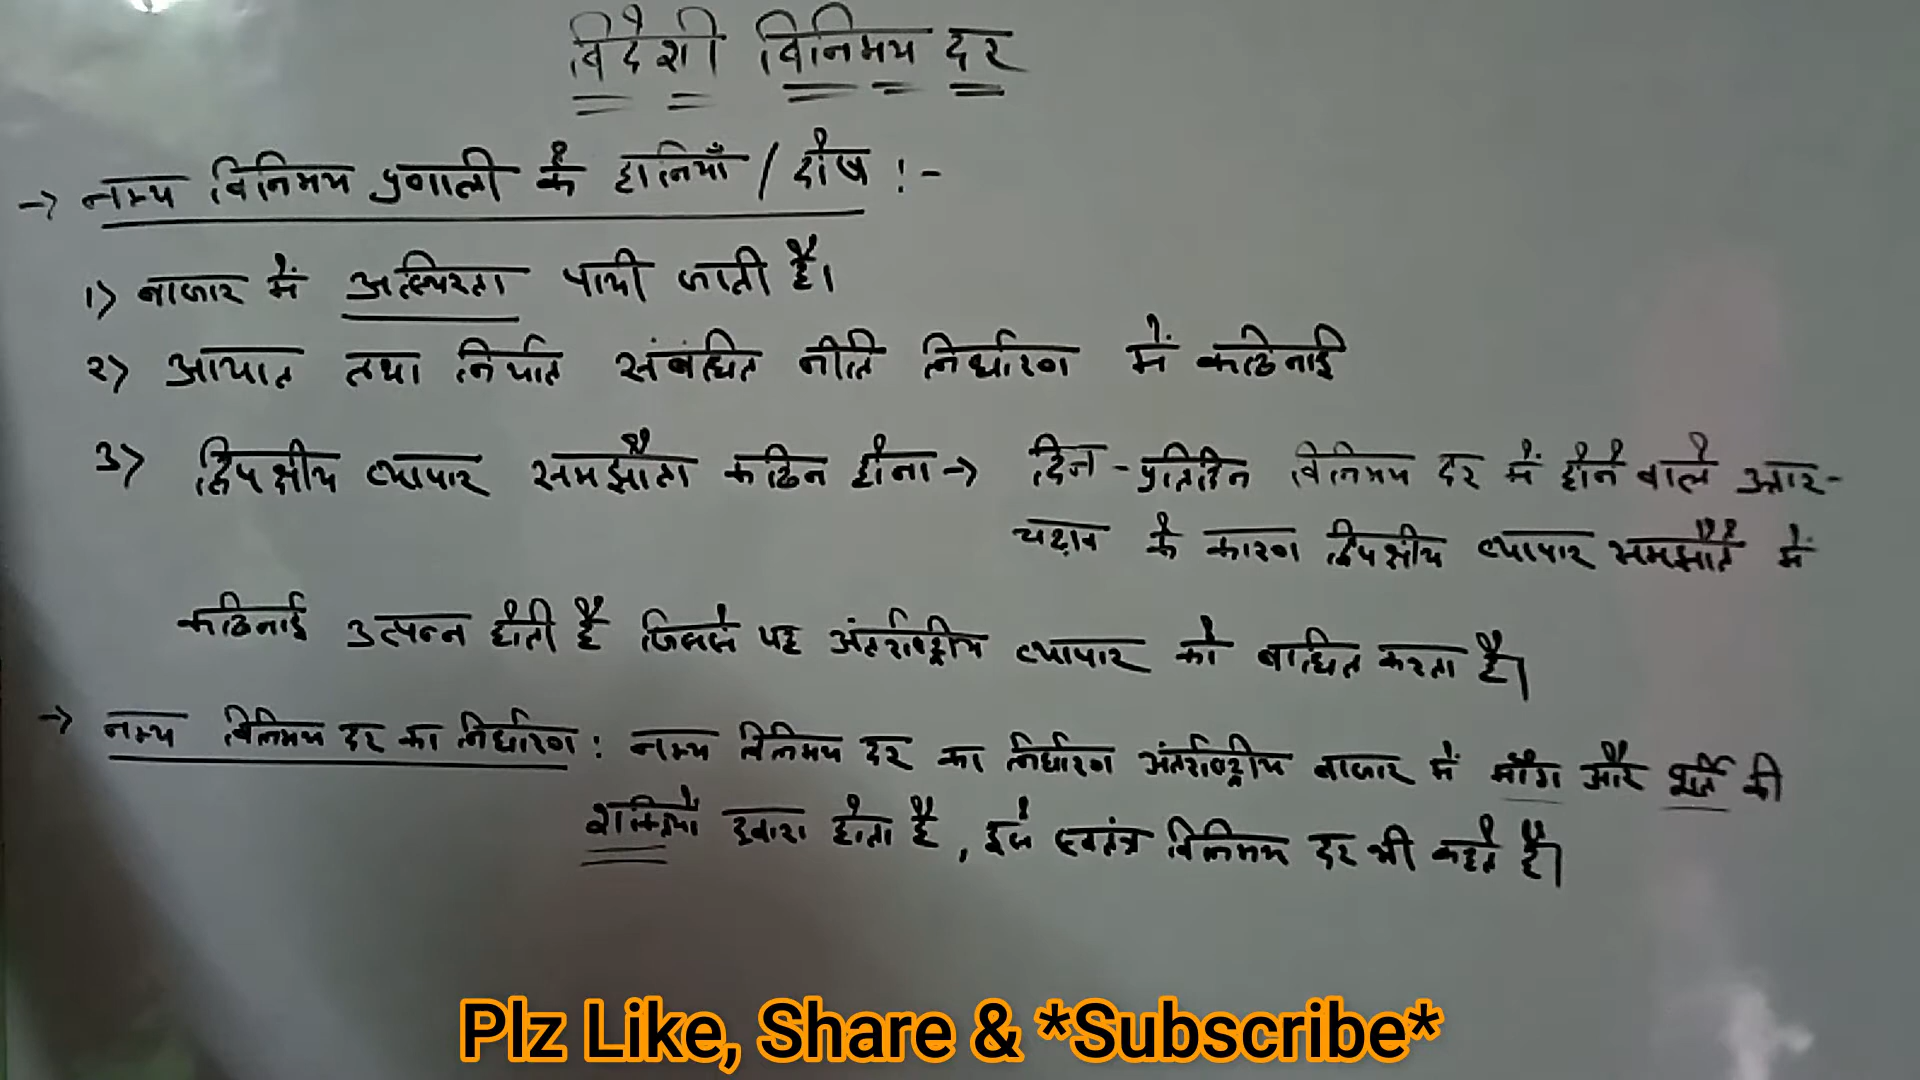 विदेशी विनिमय दर
→ नम्य विनिमय प्रणाली के हानियाँ / दोष :-
1> बाजार में अस्थिरता पायी जाती है।
2> आयात तथा निर्यात संबंधित नीति निर्धारण में कठिनाई
3> द्विपक्षीय व्यापार समझौता कठिन होना → दिन-प्रतिदिन विनिमय दर में होने वाले उतार-
चढ़ाव के कारण द्विपक्षीय व्यापार समझौते में
कठिनाई उत्पन्न होती है जिससे यह अंतर्राष्ट्रीय व्यापार को बाधित करता है।
→ नम्य विनिमय दर का निर्धारण : नम्य विनिमय दर का निर्धारण अंतर्राष्ट्रीय बाजार में माँग और पूर्ति की
शक्तियों द्वारा होता है, इसे स्वतंत्र विनिमय दर भी कहते है।
Plz Like, Share & *Subscribe*